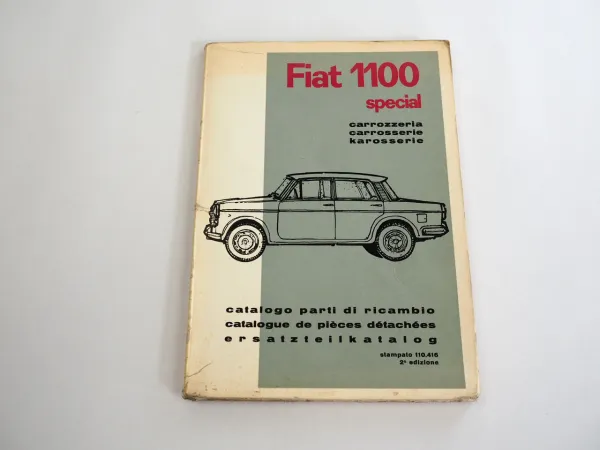 Fiat 1100
special
carrozzeria
carrosserie
karosserie
catalogo parti di ricambio
catalogue de pièces détachées
ersatzteilkatalog
stampato 110.416
2ª edizione